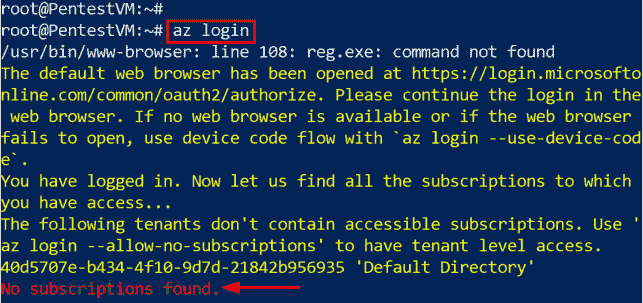 root@PentestVM:~#
root@PentestVM:~# az login
/usr/bin/www-browser: line 108: reg.exe: command not found
The default web browser has been opened at https://login.microsofto
nline.com/common/oauth2/authorize. Please continue the login in the
 web browser. If no web browser is available or if the web browser
fails to open, use device code flow with `az login --use-device-cod
e`.
You have logged in. Now let us find all the subscriptions to which
you have access...
The following tenants don't contain accessible subscriptions. Use '
az login --allow-no-subscriptions' to have tenant level access.
40d5707e-b434-4f10-9d7d-21842b956935 'Default Directory'
No subscriptions found.